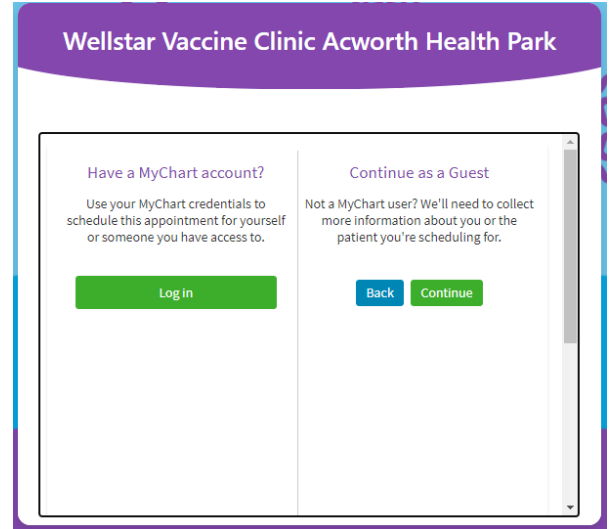 Wellstar Vaccine Clinic Acworth Health Park
Have a MyChart account?
Use your MyChart credentials to
schedule this appointment for yourself
or someone you have access to.
Log in
Continue as a Guest
Not a MyChart user? We'll need to collect
more information about you or the
patient you're scheduling for.
Back
Continue